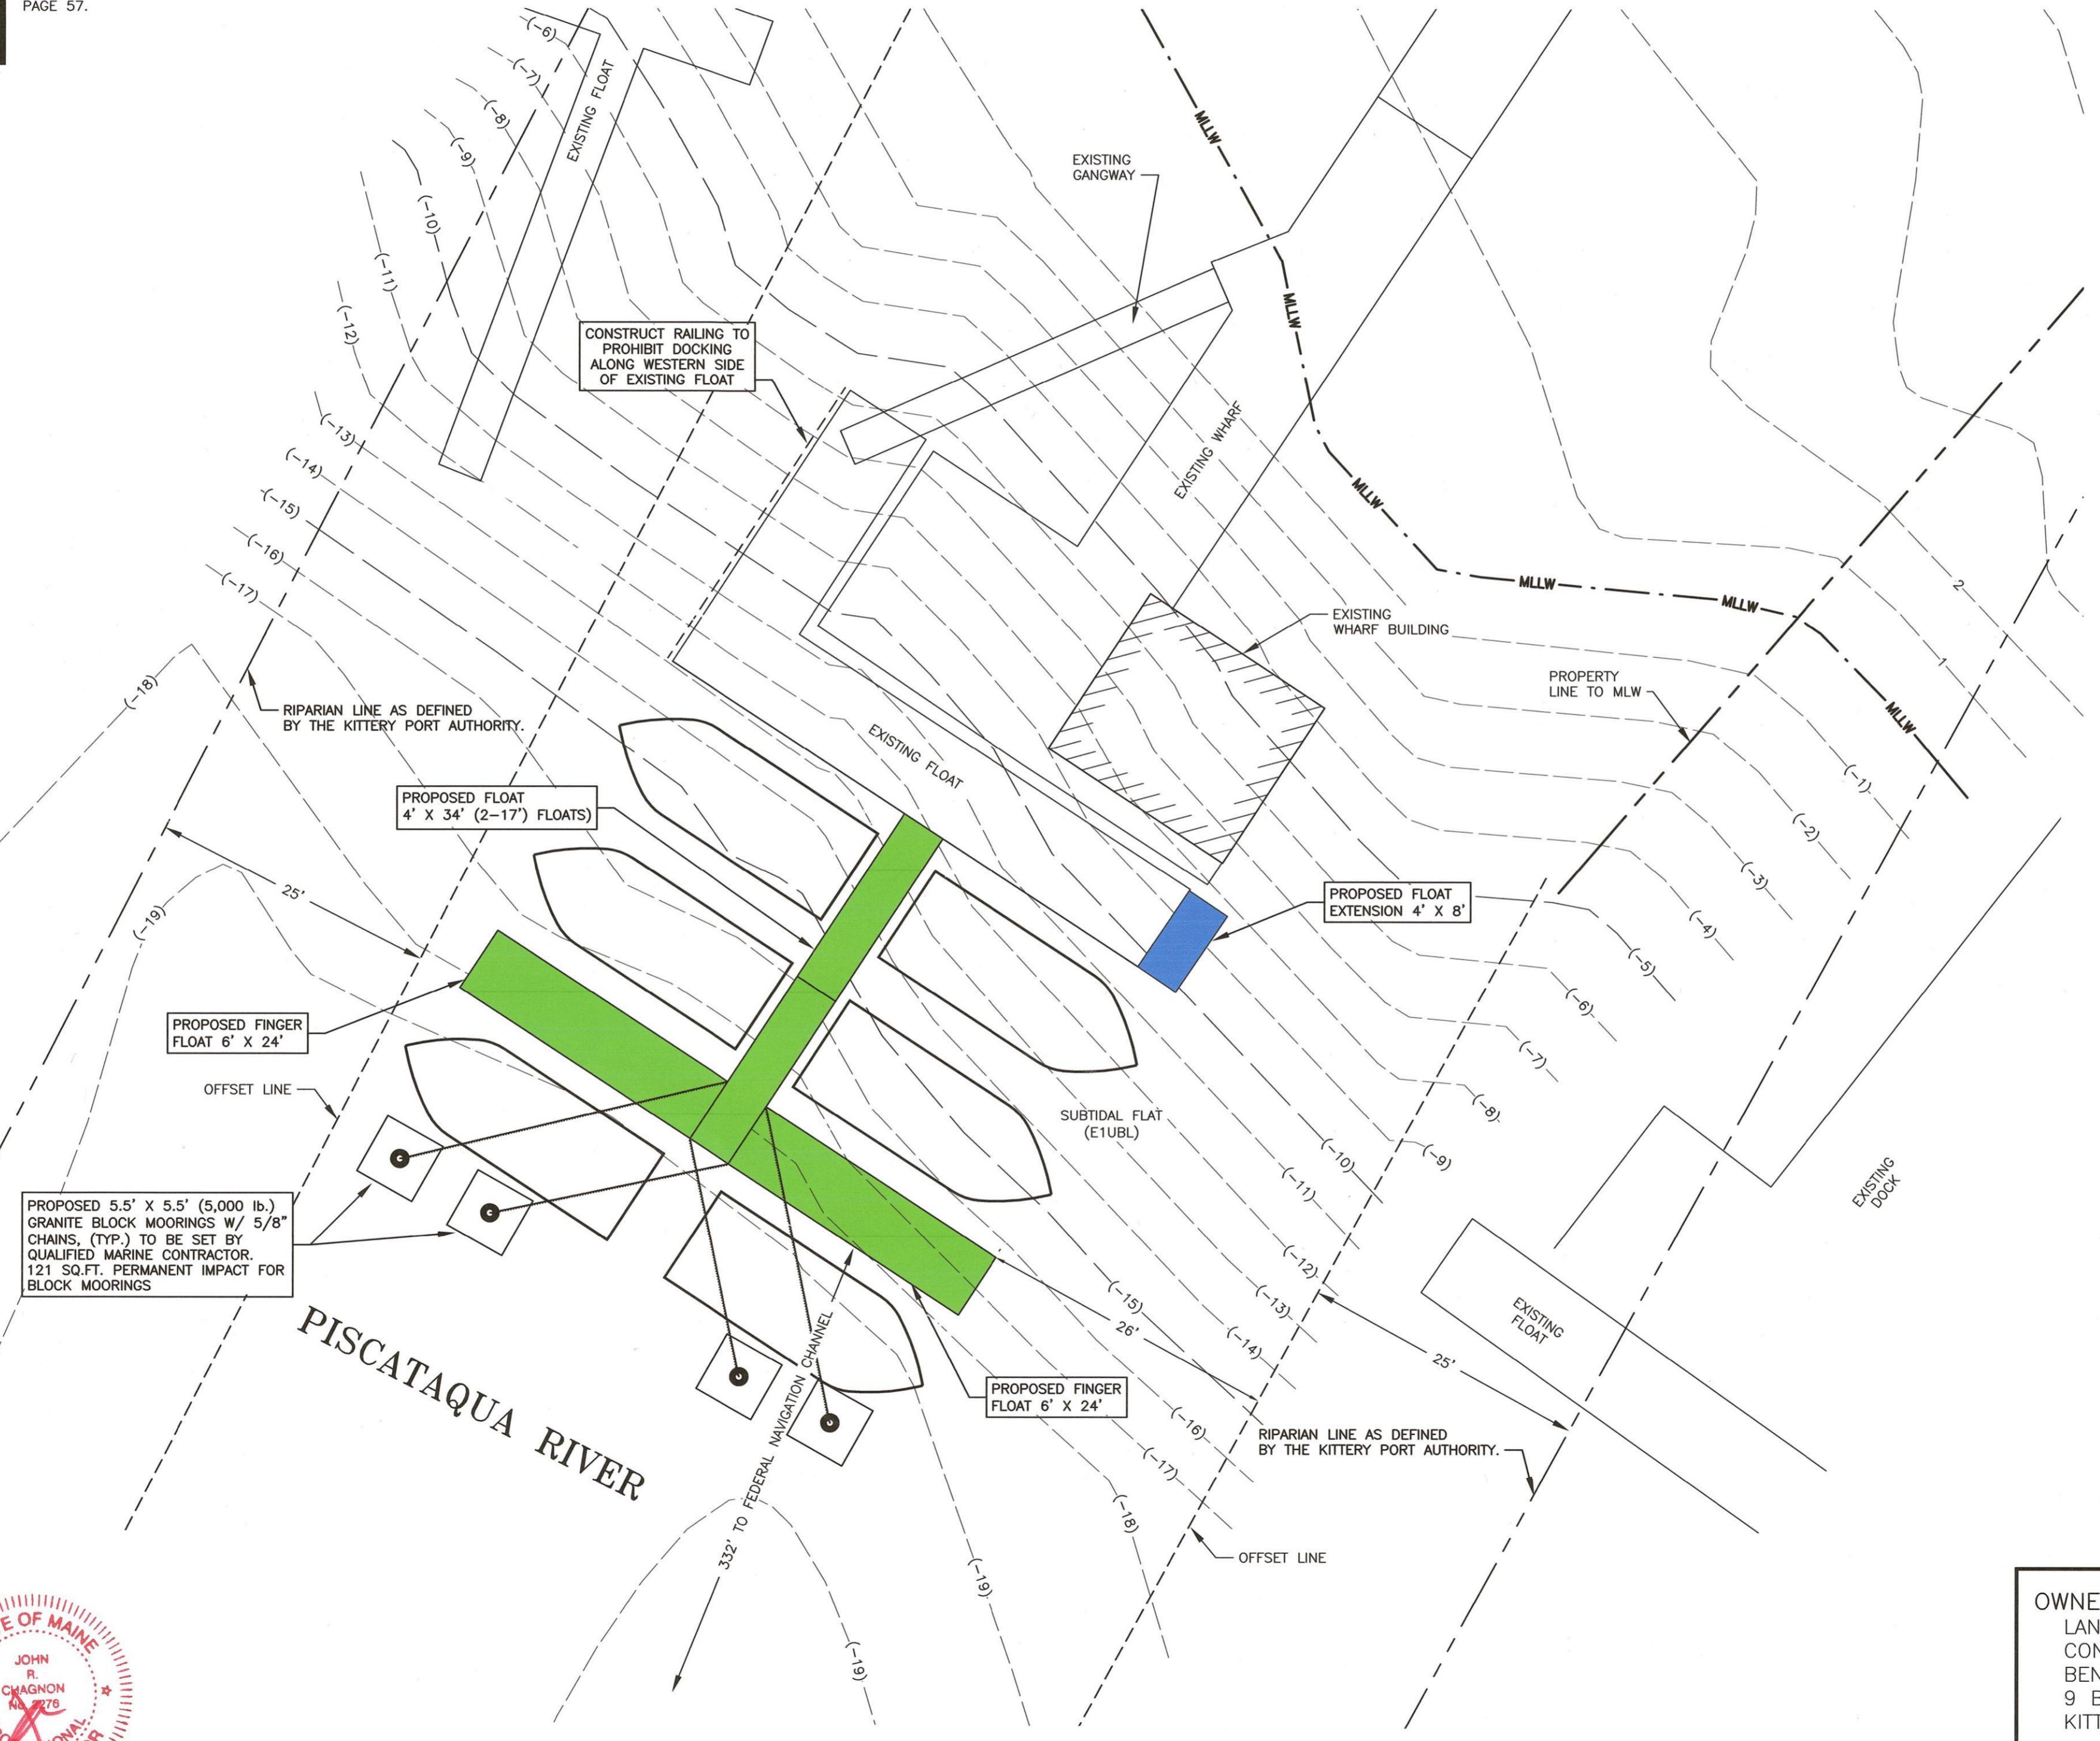 PAGE 57.
(-6)
(-7)
(-8)
(-9)
(-10)
(-11)
(-12)
(-13)
(-14)
(-15)
(-16)
(-17)
(-18)
(-19)
EXISTING FLOAT
MLLW
EXISTING
GANGWAY
MLLW
CONSTRUCT RAILING TO
PROHIBIT DOCKING
ALONG WESTERN SIDE
OF EXISTING FLOAT
EXISTING WHARF
MLLW
MLLW
MLLW
2
1
EXISTING
WHARF BUILDING
PROPERTY
LINE TO MLW
MLLW
RIPARIAN LINE AS DEFINED
BY THE KITTERY PORT AUTHORITY.
EXISTING FLOAT
PROPOSED FLOAT
4' X 34' (2-17') FLOATS)
25'
PROPOSED FLOAT
EXTENSION 4' X 8'
(-1)
(-2)
(-3)
(-4)
(-5)
(-6)
(-7)
(-8)
(-9)
(-10)
(-11)
(-12)
(-13)
(-14)
(-15)
(-16)
(-17)
(-18)
(-19)
(-19)
PROPOSED FINGER
FLOAT 6' X 24'
OFFSET LINE
SUBTIDAL FLAT
(E1UBL)
EXISTING
DOCK
PROPOSED 5.5' X 5.5' (5,000 lb.)
GRANITE BLOCK MOORINGS W/ 5/8"
CHAINS, (TYP.) TO BE SET BY
QUALIFIED MARINE CONTRACTOR.
121 SQ.FT. PERMANENT IMPACT FOR
BLOCK MOORINGS
C
C
C
C
26'
25'
EXISTING
FLOAT
PISCATAQUA RIVER
332' TO FEDERAL NAVIGATION CHANNEL
PROPOSED FINGER
FLOAT 6' X 24'
RIPARIAN LINE AS DEFINED
BY THE KITTERY PORT AUTHORITY.
OFFSET LINE
E OF MAINE
JOHN
R.
CHAGNON
OWNE
LAN
CON
BEN
9 B
KITT